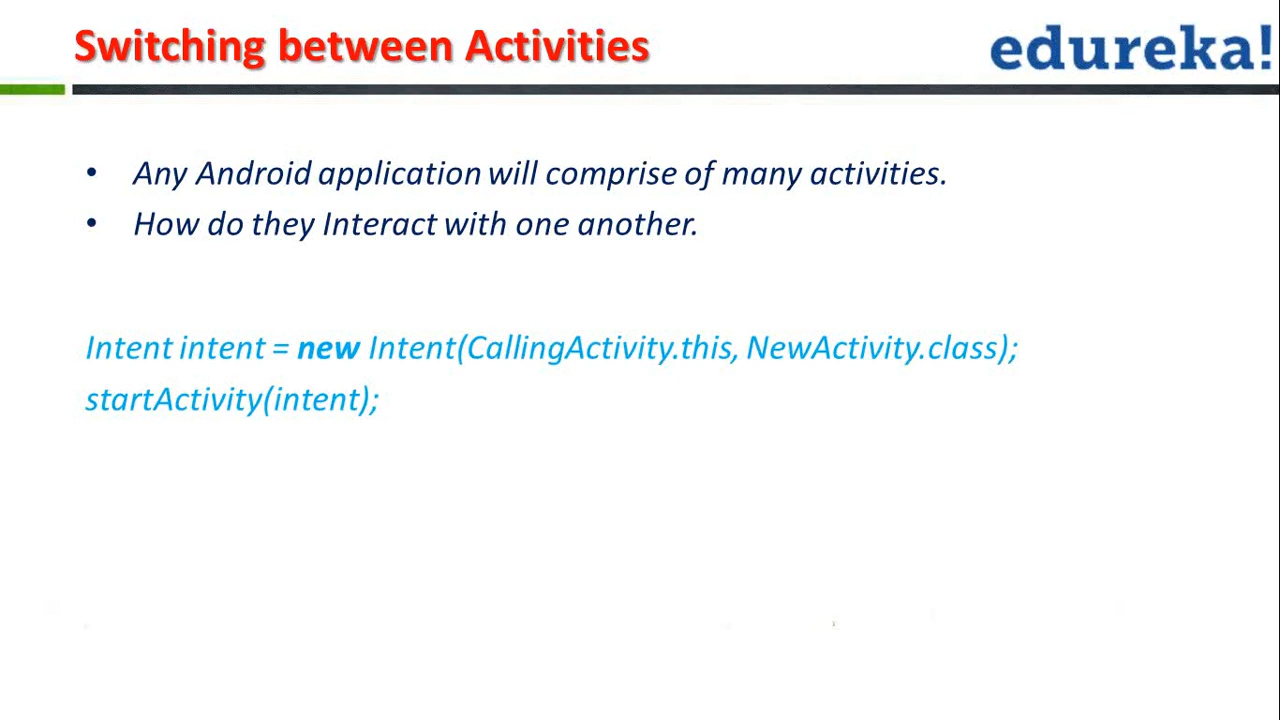 Switching between Activities
edureka!
• Any Android application will comprise of many activities.
• How do they Interact with one another.
Intent intent = new Intent(CallingActivity.this, NewActivity.class);
startActivity(intent);